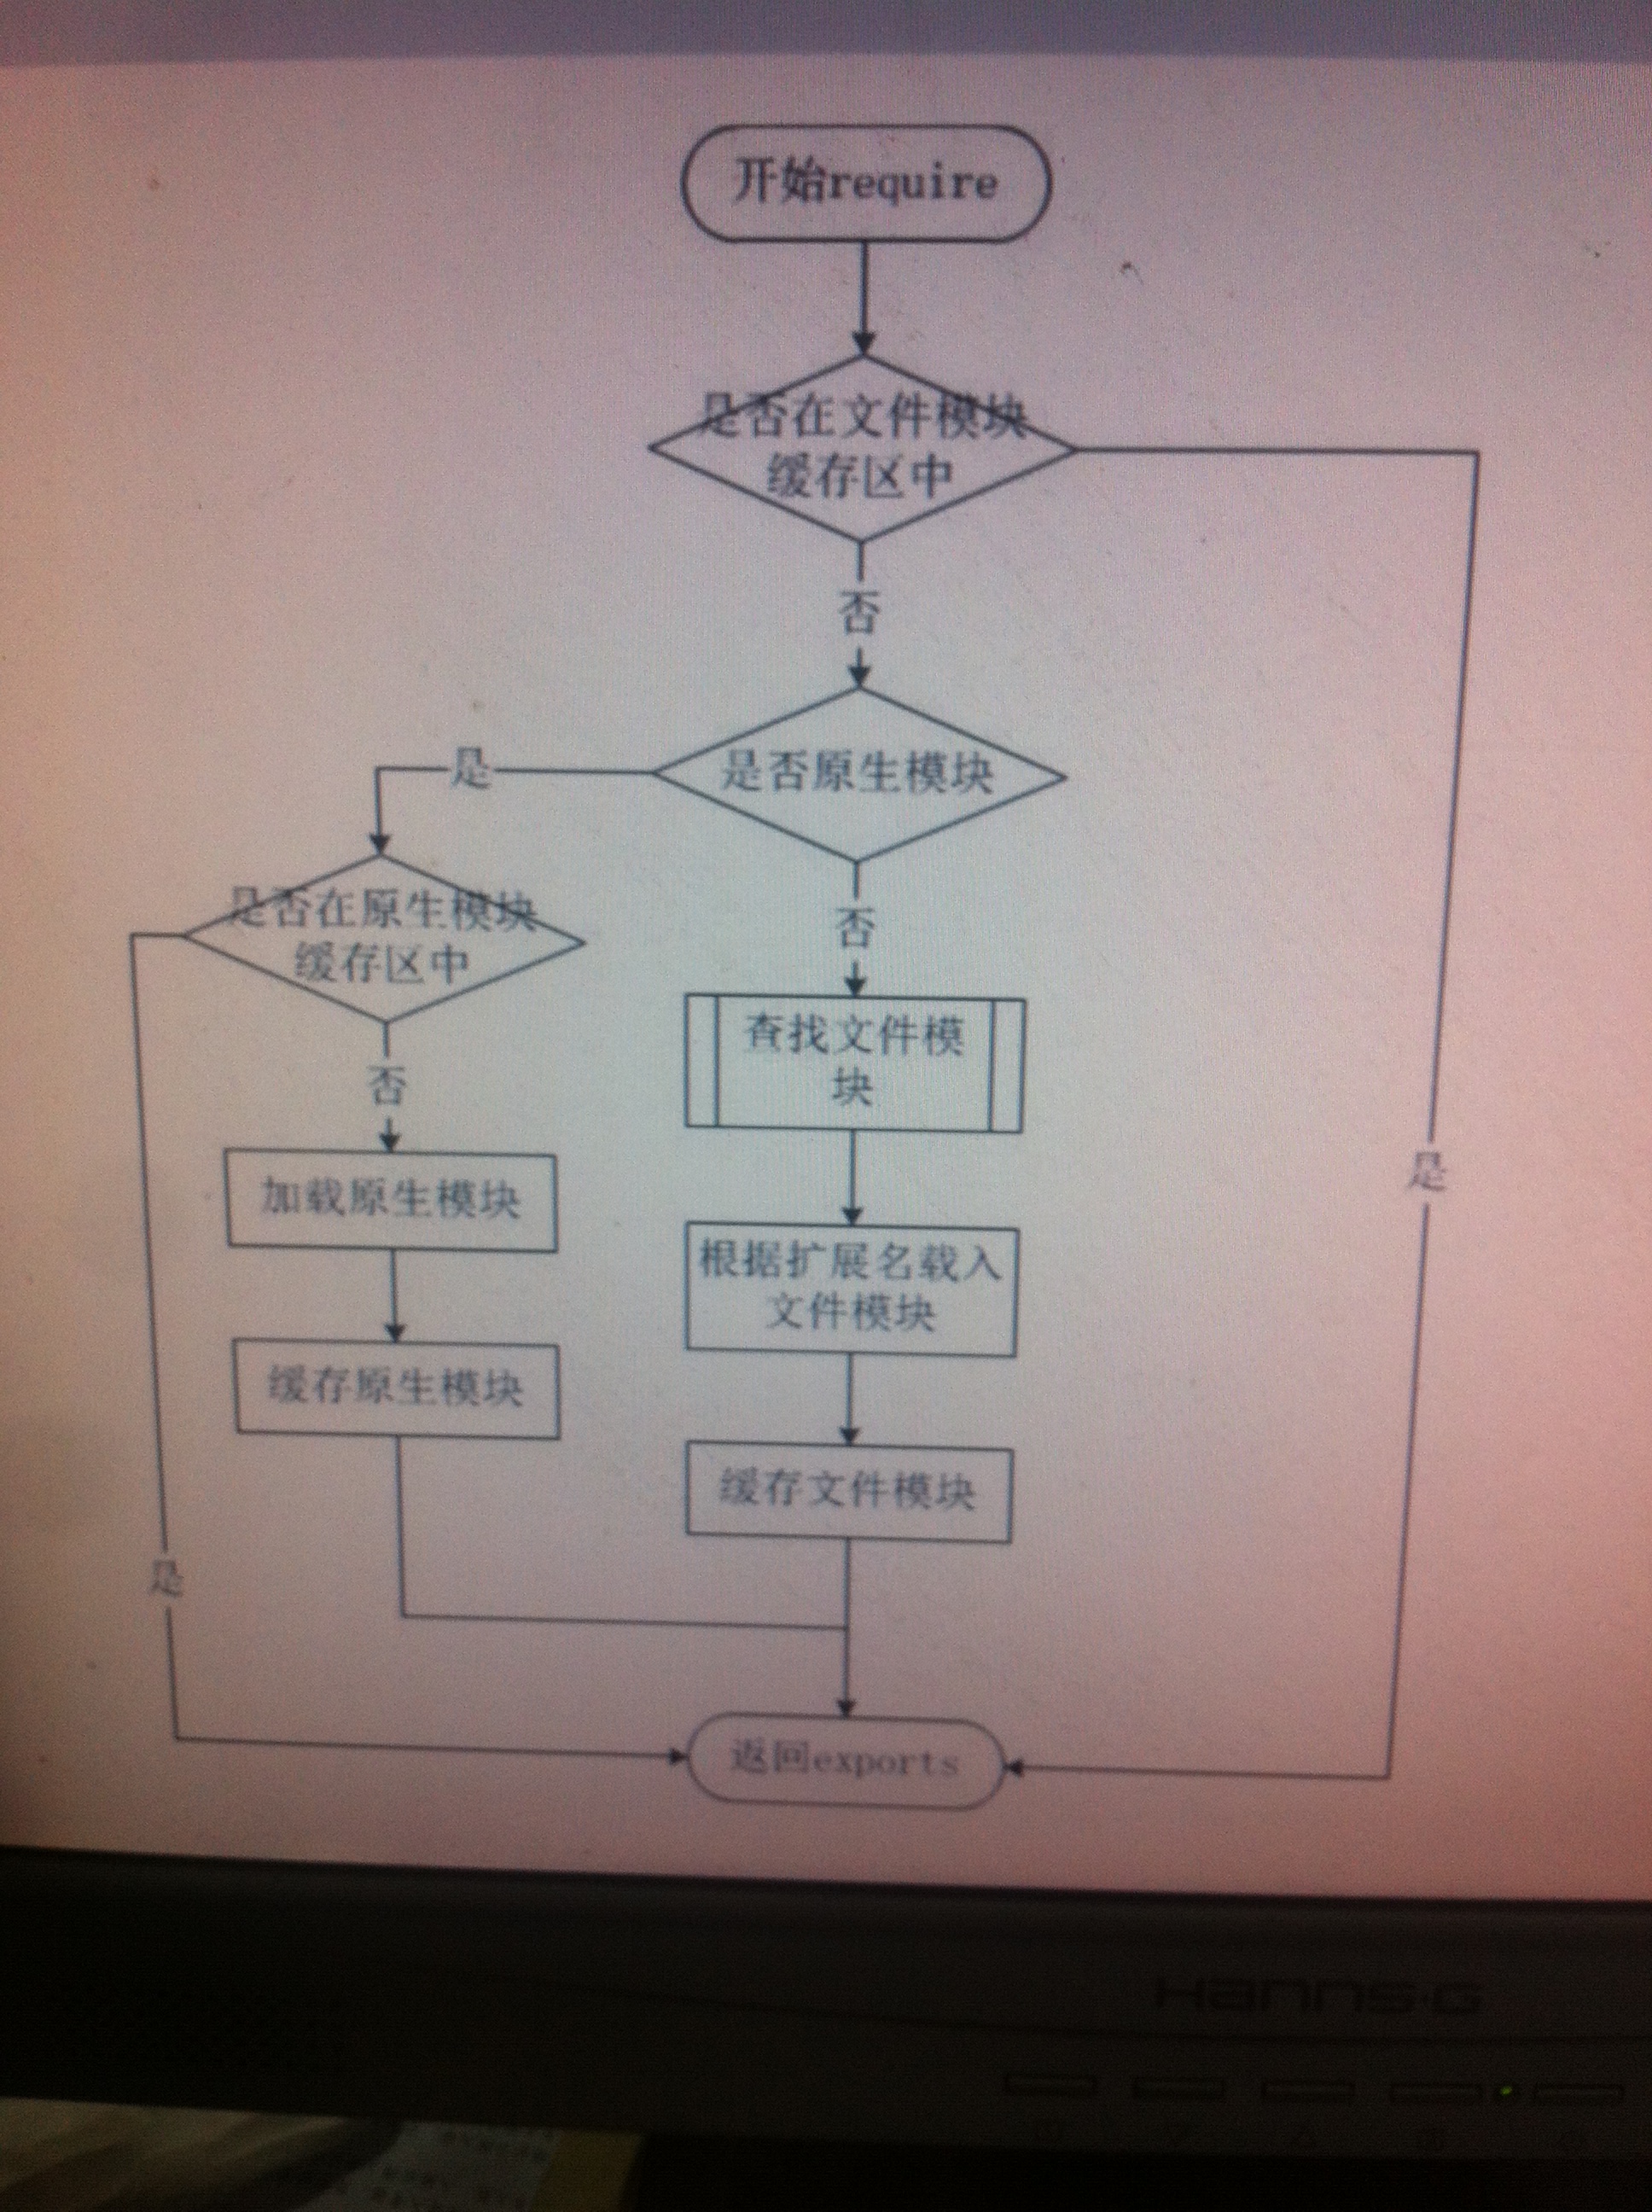 开始require
是否在文件模块
缓存区中
否
是否原生模块
是
是否在原生模块
缓存区中
否
否
查找文件模
块
加载原生模块
是
根据扩展名载入
文件模块
缓存原生模块
缓存文件模块
是
返回exports
Hanns·G